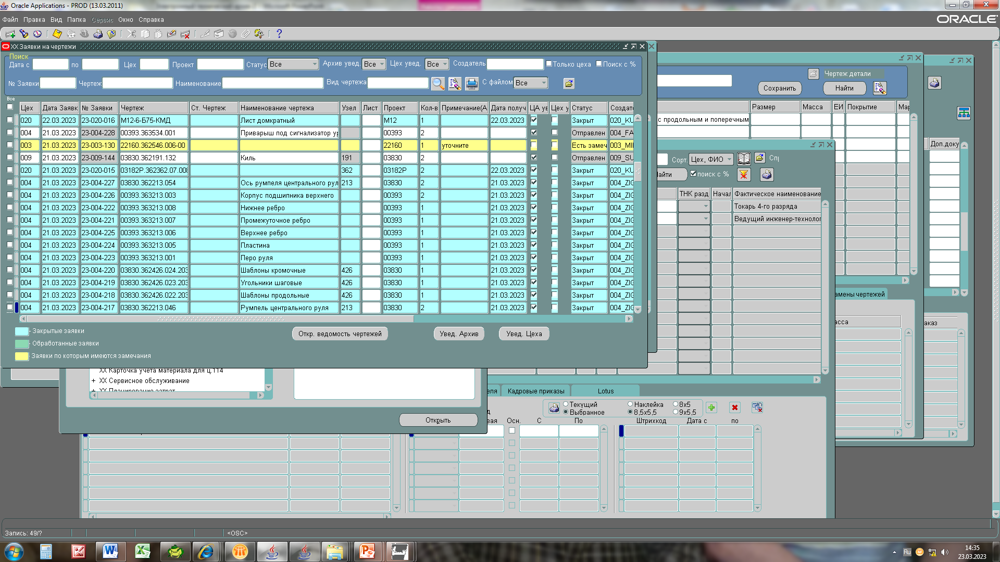 Oracle Applications - PROD (13.03.2011)
Файл Правка Вид Папка Сервис Окно Справка
ORACLE
XX Заявки на чертежи
Поиск
Дата с по Цех Проект Статус Все Архив увед. Все Цех увед. Все Создатель Только цеха Поиск с %
№ Заявки Чертеж Наименование Вид чертежа С файлом Все
Все
Цех Дата Заявк № Заявки Чертеж Ст. Чертеж Наименование чертежа Узел Лист Проект Кол-в Примечание(А Дата получ ЦА ув Цех у Статус Создат
020 22.03.2023 23-020-016 М12-6-Б75-КМД Лист домкратный М12 1 22.03.2023 Закрыт 020_KU
004 21.03.2023 23-004-228 00393.363534.001 Приварыш под сигнализатор ур 00393 2 Отправлен 004_FA
003 21.03.2023 23-003-130 22160.362546.006-00 22160 1 уточните Есть замеч 003_MI
009 21.03.2023 23-009-144 03830.362191.132 Киль 191 03830 2 Отправлен 009_SU
020 21.03.2023 23-020-015 03182Р.362362.07.00 362 03182Р 2 22.03.2023 Закрыт 020_KU
004 21.03.2023 23-004-227 03830.362213.054 Ось румпеля центрального рул 213 03830 2 21.03.2023 Закрыт 004_ZIG
004 21.03.2023 23-004-226 00393.363213.003 Корпус подшипника верхнего 00393 2 21.03.2023 Закрыт 004_ZIG
004 21.03.2023 23-004-222 00393.363213.008 Нижнее ребро 00393 1 21.03.2023 Закрыт 004_ZIG
004 21.03.2023 23-004-221 00393.363213.007 Промежуточное ребро 00393 1 21.03.2023 Закрыт 004_ZIG
004 21.03.2023 23-004-225 00393.363213.006 Верхнее ребро 00393 1 21.03.2023 Закрыт 004_ZIG
004 21.03.2023 23-004-224 00393.363213.005 Пластина 00393 1 21.03.2023 Закрыт 004_ZIG
004 21.03.2023 23-004-223 00393.363213.001 Перо руля 00393 1 21.03.2023 Закрыт 004_ZIG
004 21.03.2023 23-004-220 03830.362426.024.203 Шаблоны кромочные 426 03830 1 21.03.2023 Закрыт 004_ZIG
004 21.03.2023 23-004-219 03830.362426.023.203 Угольники шаговые 426 03830 1 21.03.2023 Закрыт 004_ZIG
004 21.03.2023 23-004-218 03830.362426.022.203 Шаблоны продольные 426 03830 1 21.03.2023 Закрыт 004_ZIG
004 21.03.2023 23-004-217 03830.362213.046 Румпель центрального руля 213 03830 2 21.03.2023 Закрыт 004_ZIG
- Закрытые заявки
- Обработанные заявки
- Заявки по которым имеются замечания
Откр. ведомость чертежей Увед. Архив Увед. Цеха
Чертеж детали
Сохранить Найти
Размер Масса ЕИ Покрытие Мар
с продольным и поперечным
Доп.доку
Сорт. Цех, ФИО Спр
айти поиск с %
ТНК разд Начал Фактическое наименование
Токарь 4-го разряда
Ведущий инженер-технолог
амены чертежей
асса
аказ
XX Карточка учета материала для ц.114
+ XX Сервисное обслуживание
+ XX Планирование затрат
Открыть
еля Кадровые приказы Lotus
Текущий Наклейка 8х5
Выбранное 8,5х5,5 9х5,5
д
вая Осн. С По Штрихкод Дата с по
Запись: 49/? <OSC>
Ru
14:35
23.03.2023